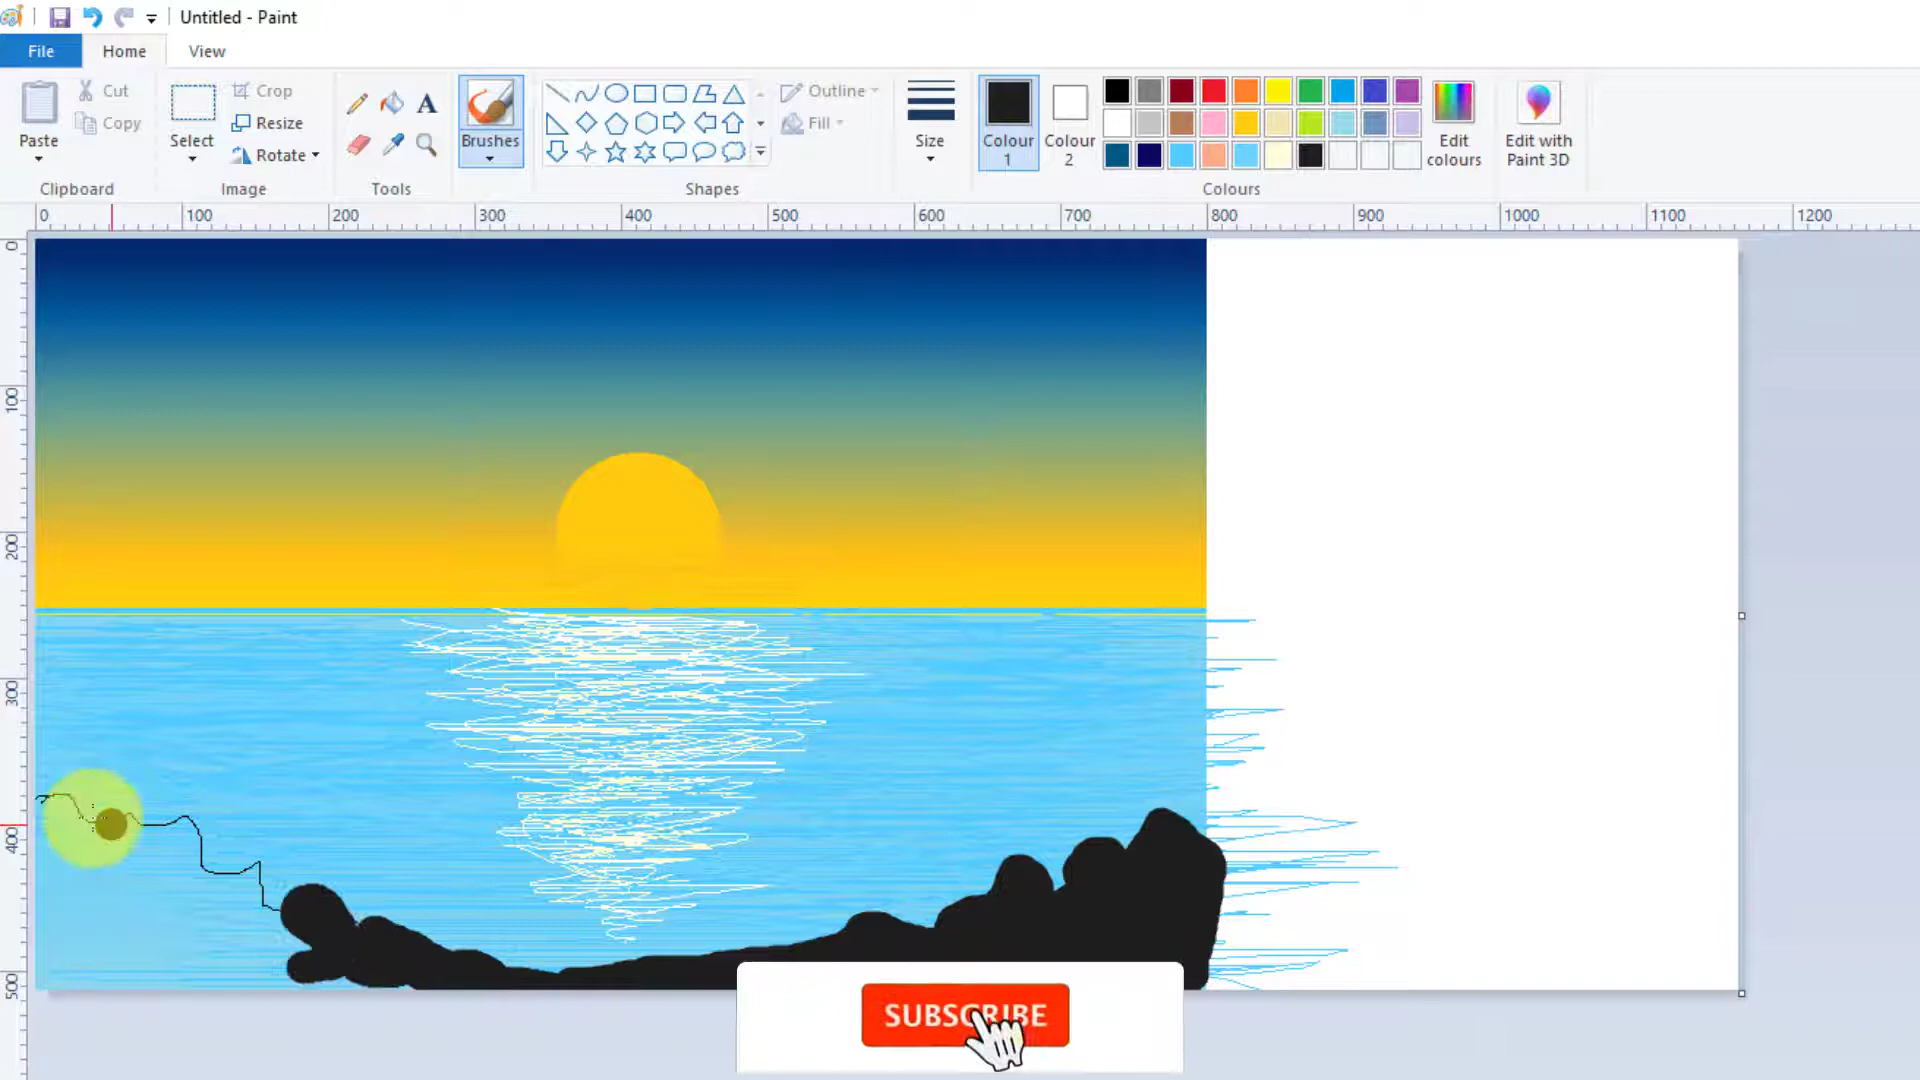 Untitled - Paint
File Home View
Paste Cut Copy Clipboard
Select Crop Resize Rotate Image
A Tools
Brushes
Outline Fill Shapes
Size
Colour 1 Colour 2
Edit colours
Colours
Edit with Paint 3D
0 100 200 300 400 500 600 700 800 900 1000 1100 1200
0
100
200
300
400
500
SUBSCRIBE